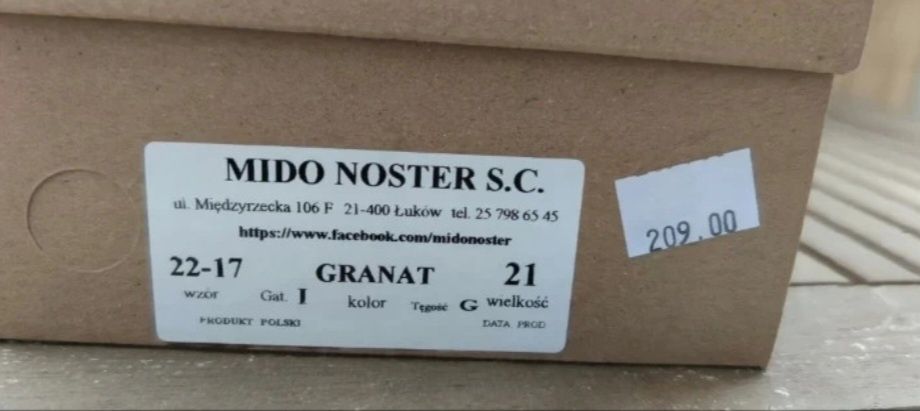 MIDO NOSTER S.C.
ul. Międzyrzecka 106 F 21-400 Łuków tel. 25 798 65 45
https://www.facebook.com/midonoster
22-17 GRANAT 21
wzór Gat. I kolor Tęgość G wielkość
PRODUKT POLSKI DATA PROD
209.00